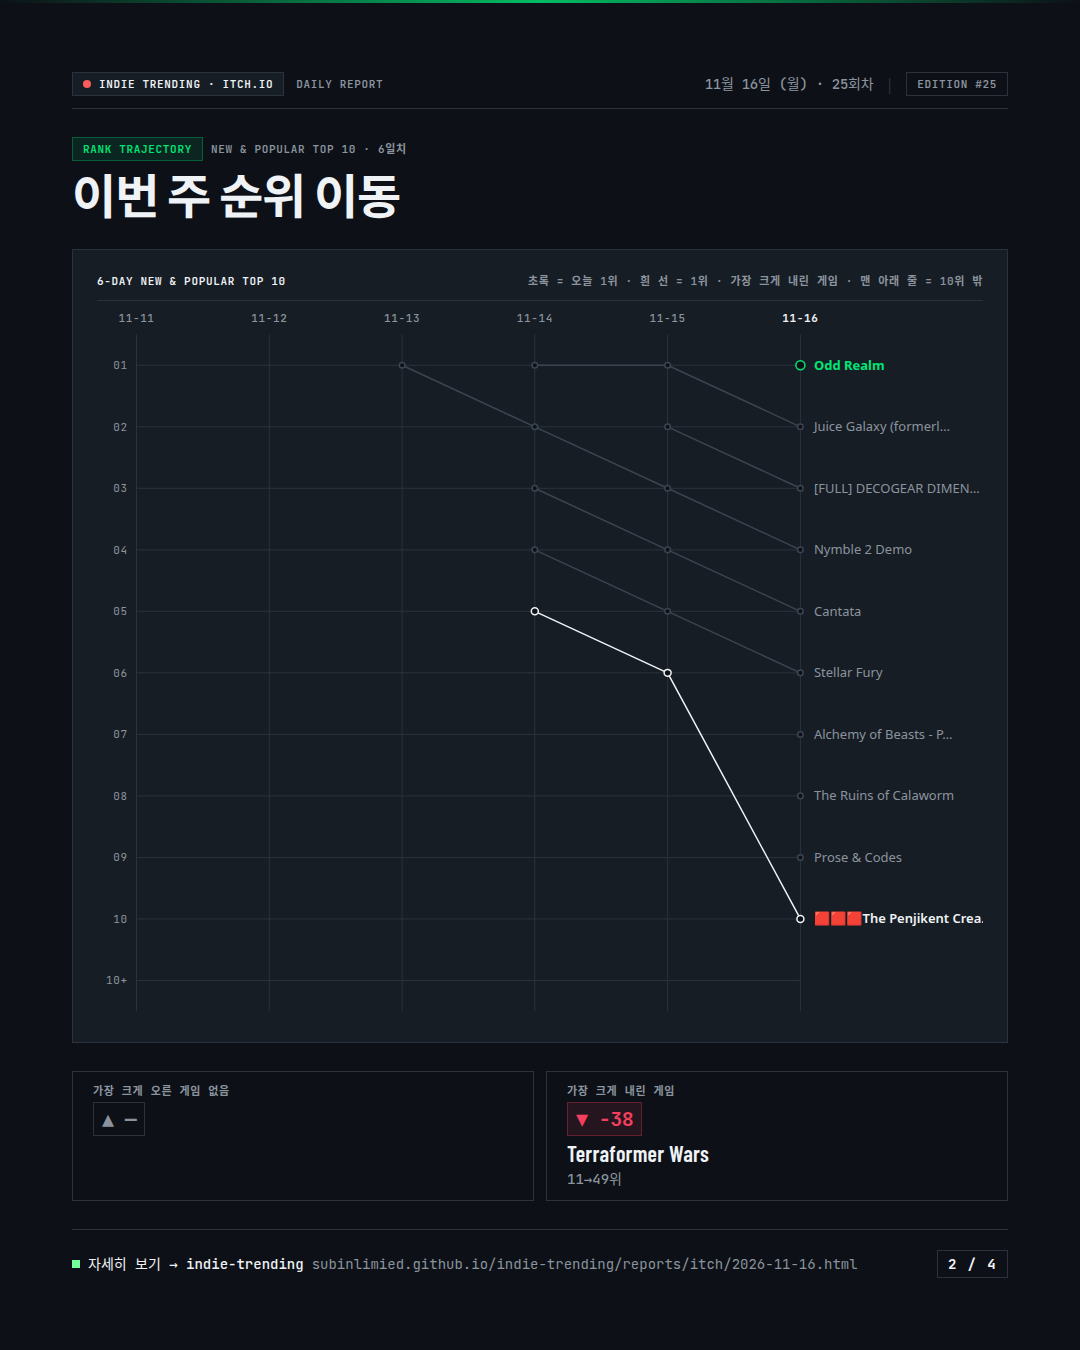 INDIE TRENDING · ITCH.IO DAILY REPORT 11월 16일 (월) · 25회차 EDITION #25
RANK TRAJECTORY NEW & POPULAR TOP 10 · 6일치
이번 주 순위 이동
6-DAY NEW & POPULAR TOP 10 초록 = 오늘 1위 · 흰 선 = 1위 · 가장 크게 내린 게임 · 맨 아래 줄 = 10위 밖
11-11 11-12 11-13 11-14 11-15 11-16
01 Odd Realm
02 Juice Galaxy (formerl…
03 [FULL] DECOGEAR DIMEN…
04 Nymble 2 Demo
05 Cantata
06 Stellar Fury
07 Alchemy of Beasts - P…
08 The Ruins of Calaworm
09 Prose & Codes
10 🟥🟥🟥The Penjikent Crea.
10+
가장 크게 오른 게임 없음
▲ —
가장 크게 내린 게임
▼ -38
Terraformer Wars
11→49위
자세히 보기 → indie-trending subinlimied.github.io/indie-trending/reports/itch/2026-11-16.html 2 / 4